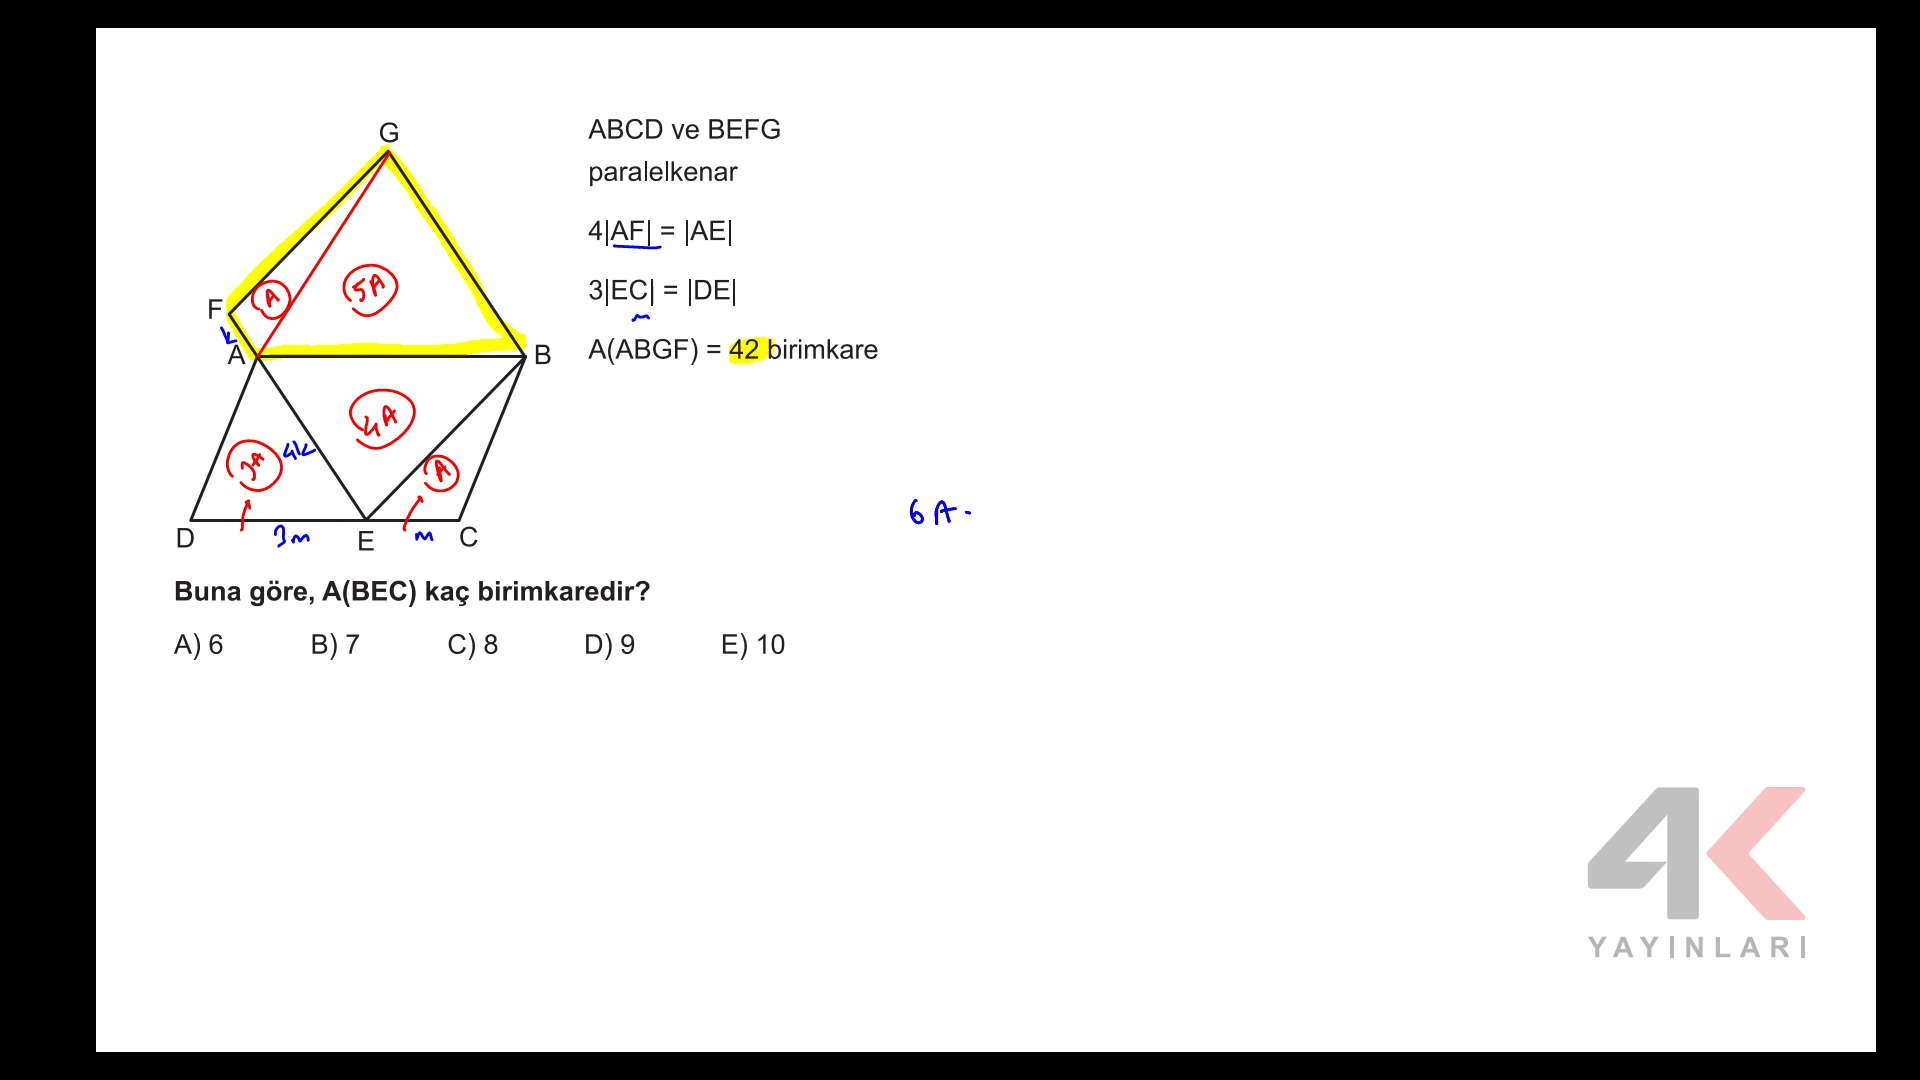 G
ABCD ve BEFG
paralelkenar
4|AF| = |AE|
3|EC| = |DE|
A(ABGF) = 42 birimkare
A
5A
F
k
A
B
4A
3A
4k
A
D
3m
E
m
C
m
6A.
Buna göre, A(BEC) kaç birimkaredir?
A) 6 B) 7 C) 8 D) 9 E) 10
4K
YAYINLARI